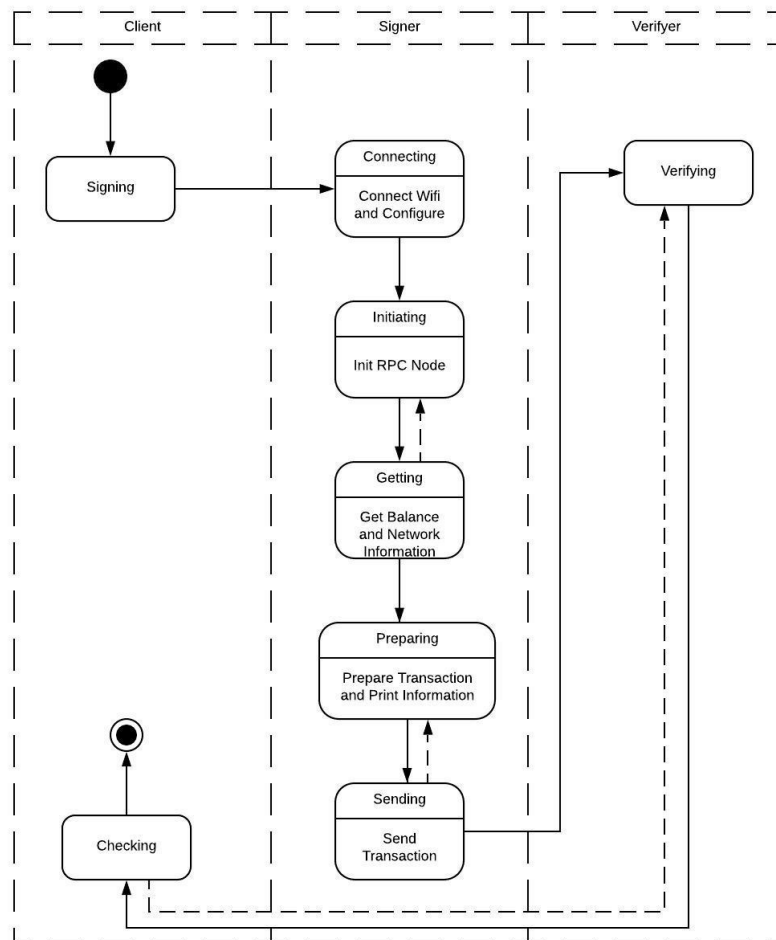 Client
Signer
Verifyer
Signing
Connecting
Connect Wifi
and Configure
Verifying
Initiating
Init RPC Node
Getting
Get Balance
and Network
Information
Preparing
Prepare Transaction
and Print Information
Sending
Send
Transaction
Checking